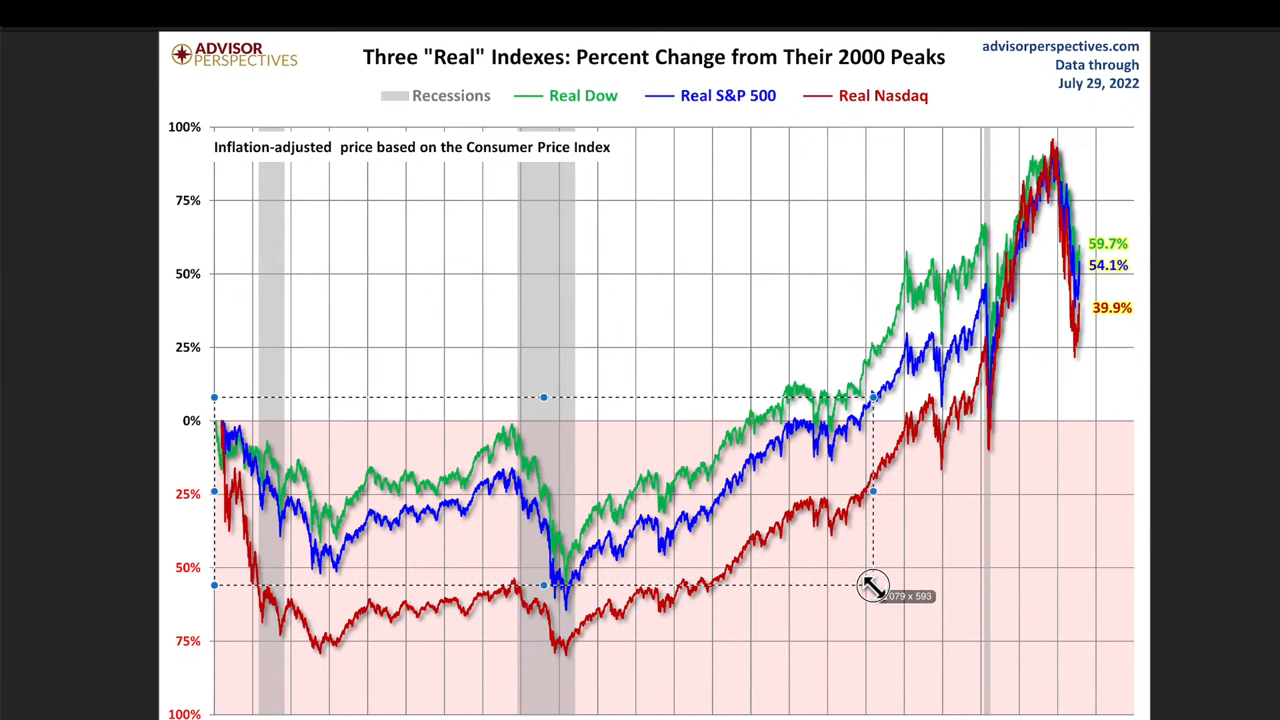 ADVISOR
PERSPECTIVES
Three "Real" Indexes: Percent Change from Their 2000 Peaks
advisorperspectives.com
Data through
July 29, 2022
Recessions
Real Dow
Real S&P 500
Real Nasdaq
Inflation-adjusted price based on the Consumer Price Index
100%
75%
50%
25%
0%
25%
50%
75%
100%
59.7%
54.1%
39.9%
079 x 593